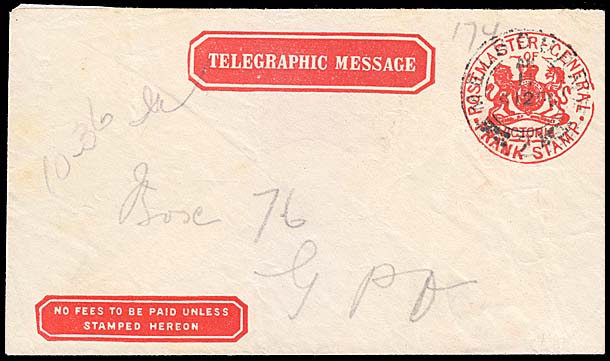 174
TELEGRAPHIC MESSAGE
POSTMASTER-GENERAL
OF
VICTORIA
FRANK STAMP
10-36
Box 76
G P O
NO FEES TO BE PAID UNLESS
STAMPED HEREON